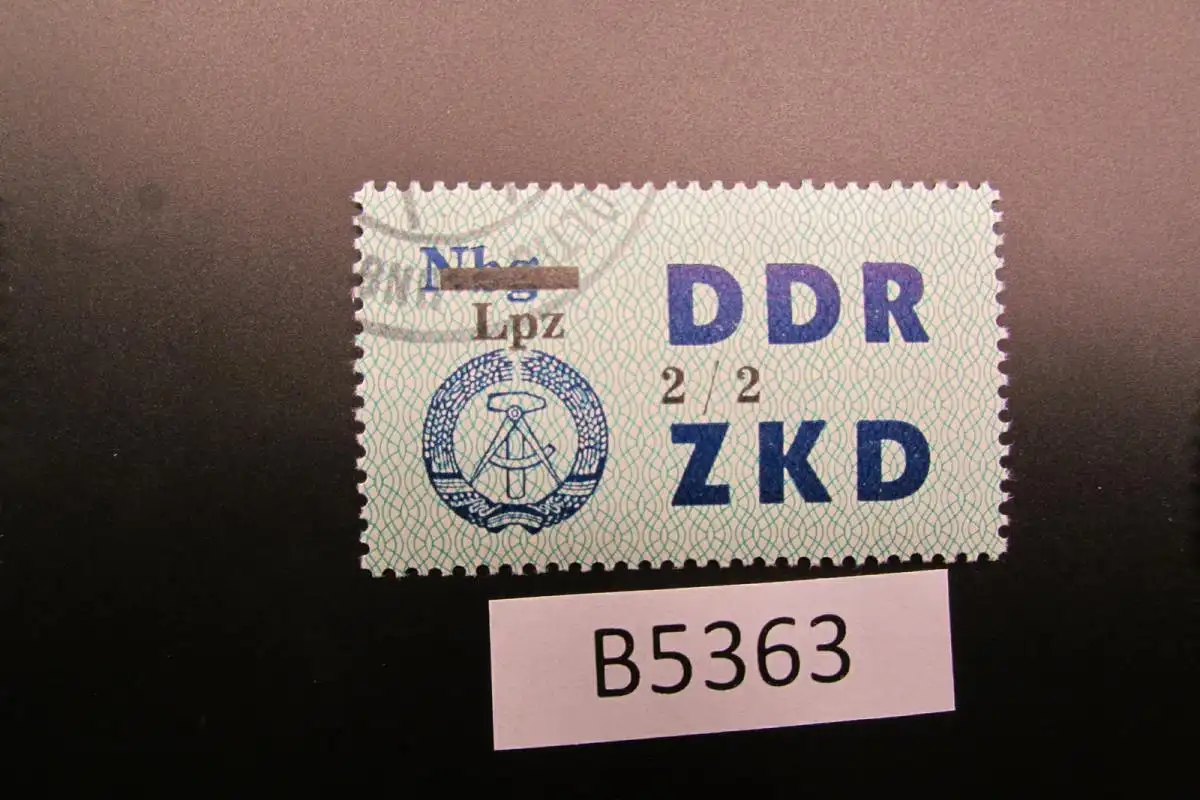 Nbg
Lpz
DDR
2 / 2
ZKD
B5363